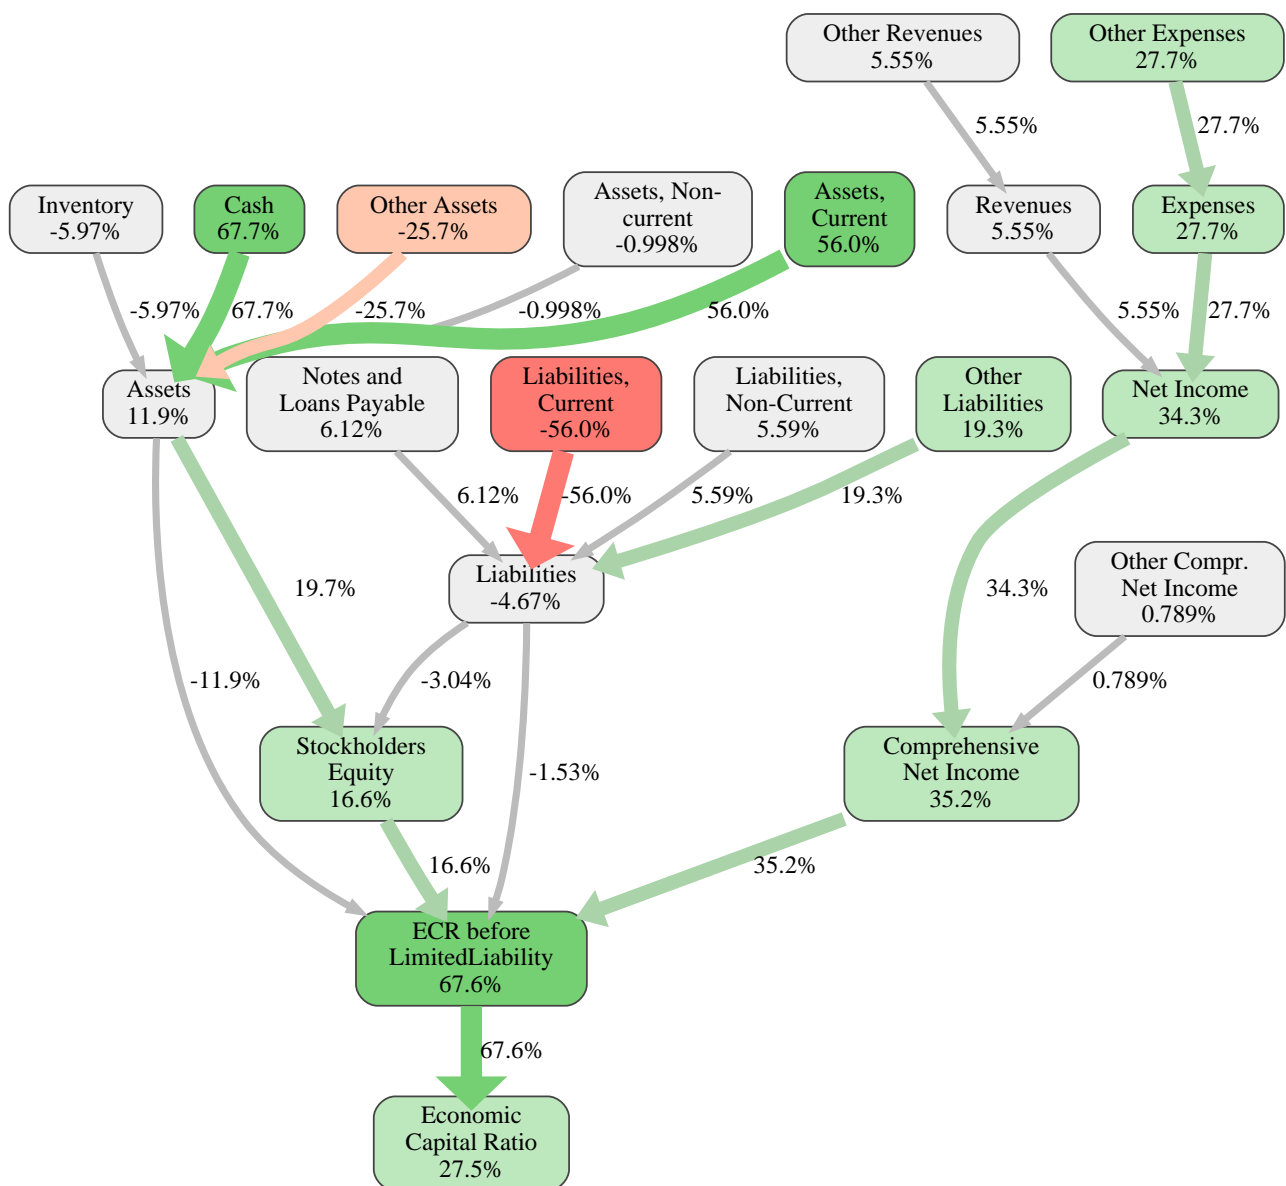 Other Revenues
5.55%
Other Expenses
27.7%
5.55%
27.7%
Inventory
-5.97%
Cash
67.7%
Other Assets
-25.7%
Assets, Non-
current
-0.998%
Assets,
Current
56.0%
Revenues
5.55%
Expenses
27.7%
-5.97%
67.7%
-25.7%
-0.998%
56.0%
5.55%
27.7%
Assets
11.9%
Notes and
Loans Payable
6.12%
Liabilities,
Current
-56.0%
Liabilities,
Non-Current
5.59%
Other
Liabilities
19.3%
Net Income
34.3%
6.12%
-56.0%
5.59%
19.3%
19.7%
Liabilities
-4.67%
34.3%
Other Compr.
Net Income
0.789%
-11.9%
-3.04%
0.789%
Stockholders
Equity
16.6%
-1.53%
Comprehensive
Net Income
35.2%
16.6%
35.2%
ECR before
LimitedLiability
67.6%
67.6%
Economic
Capital Ratio
27.5%